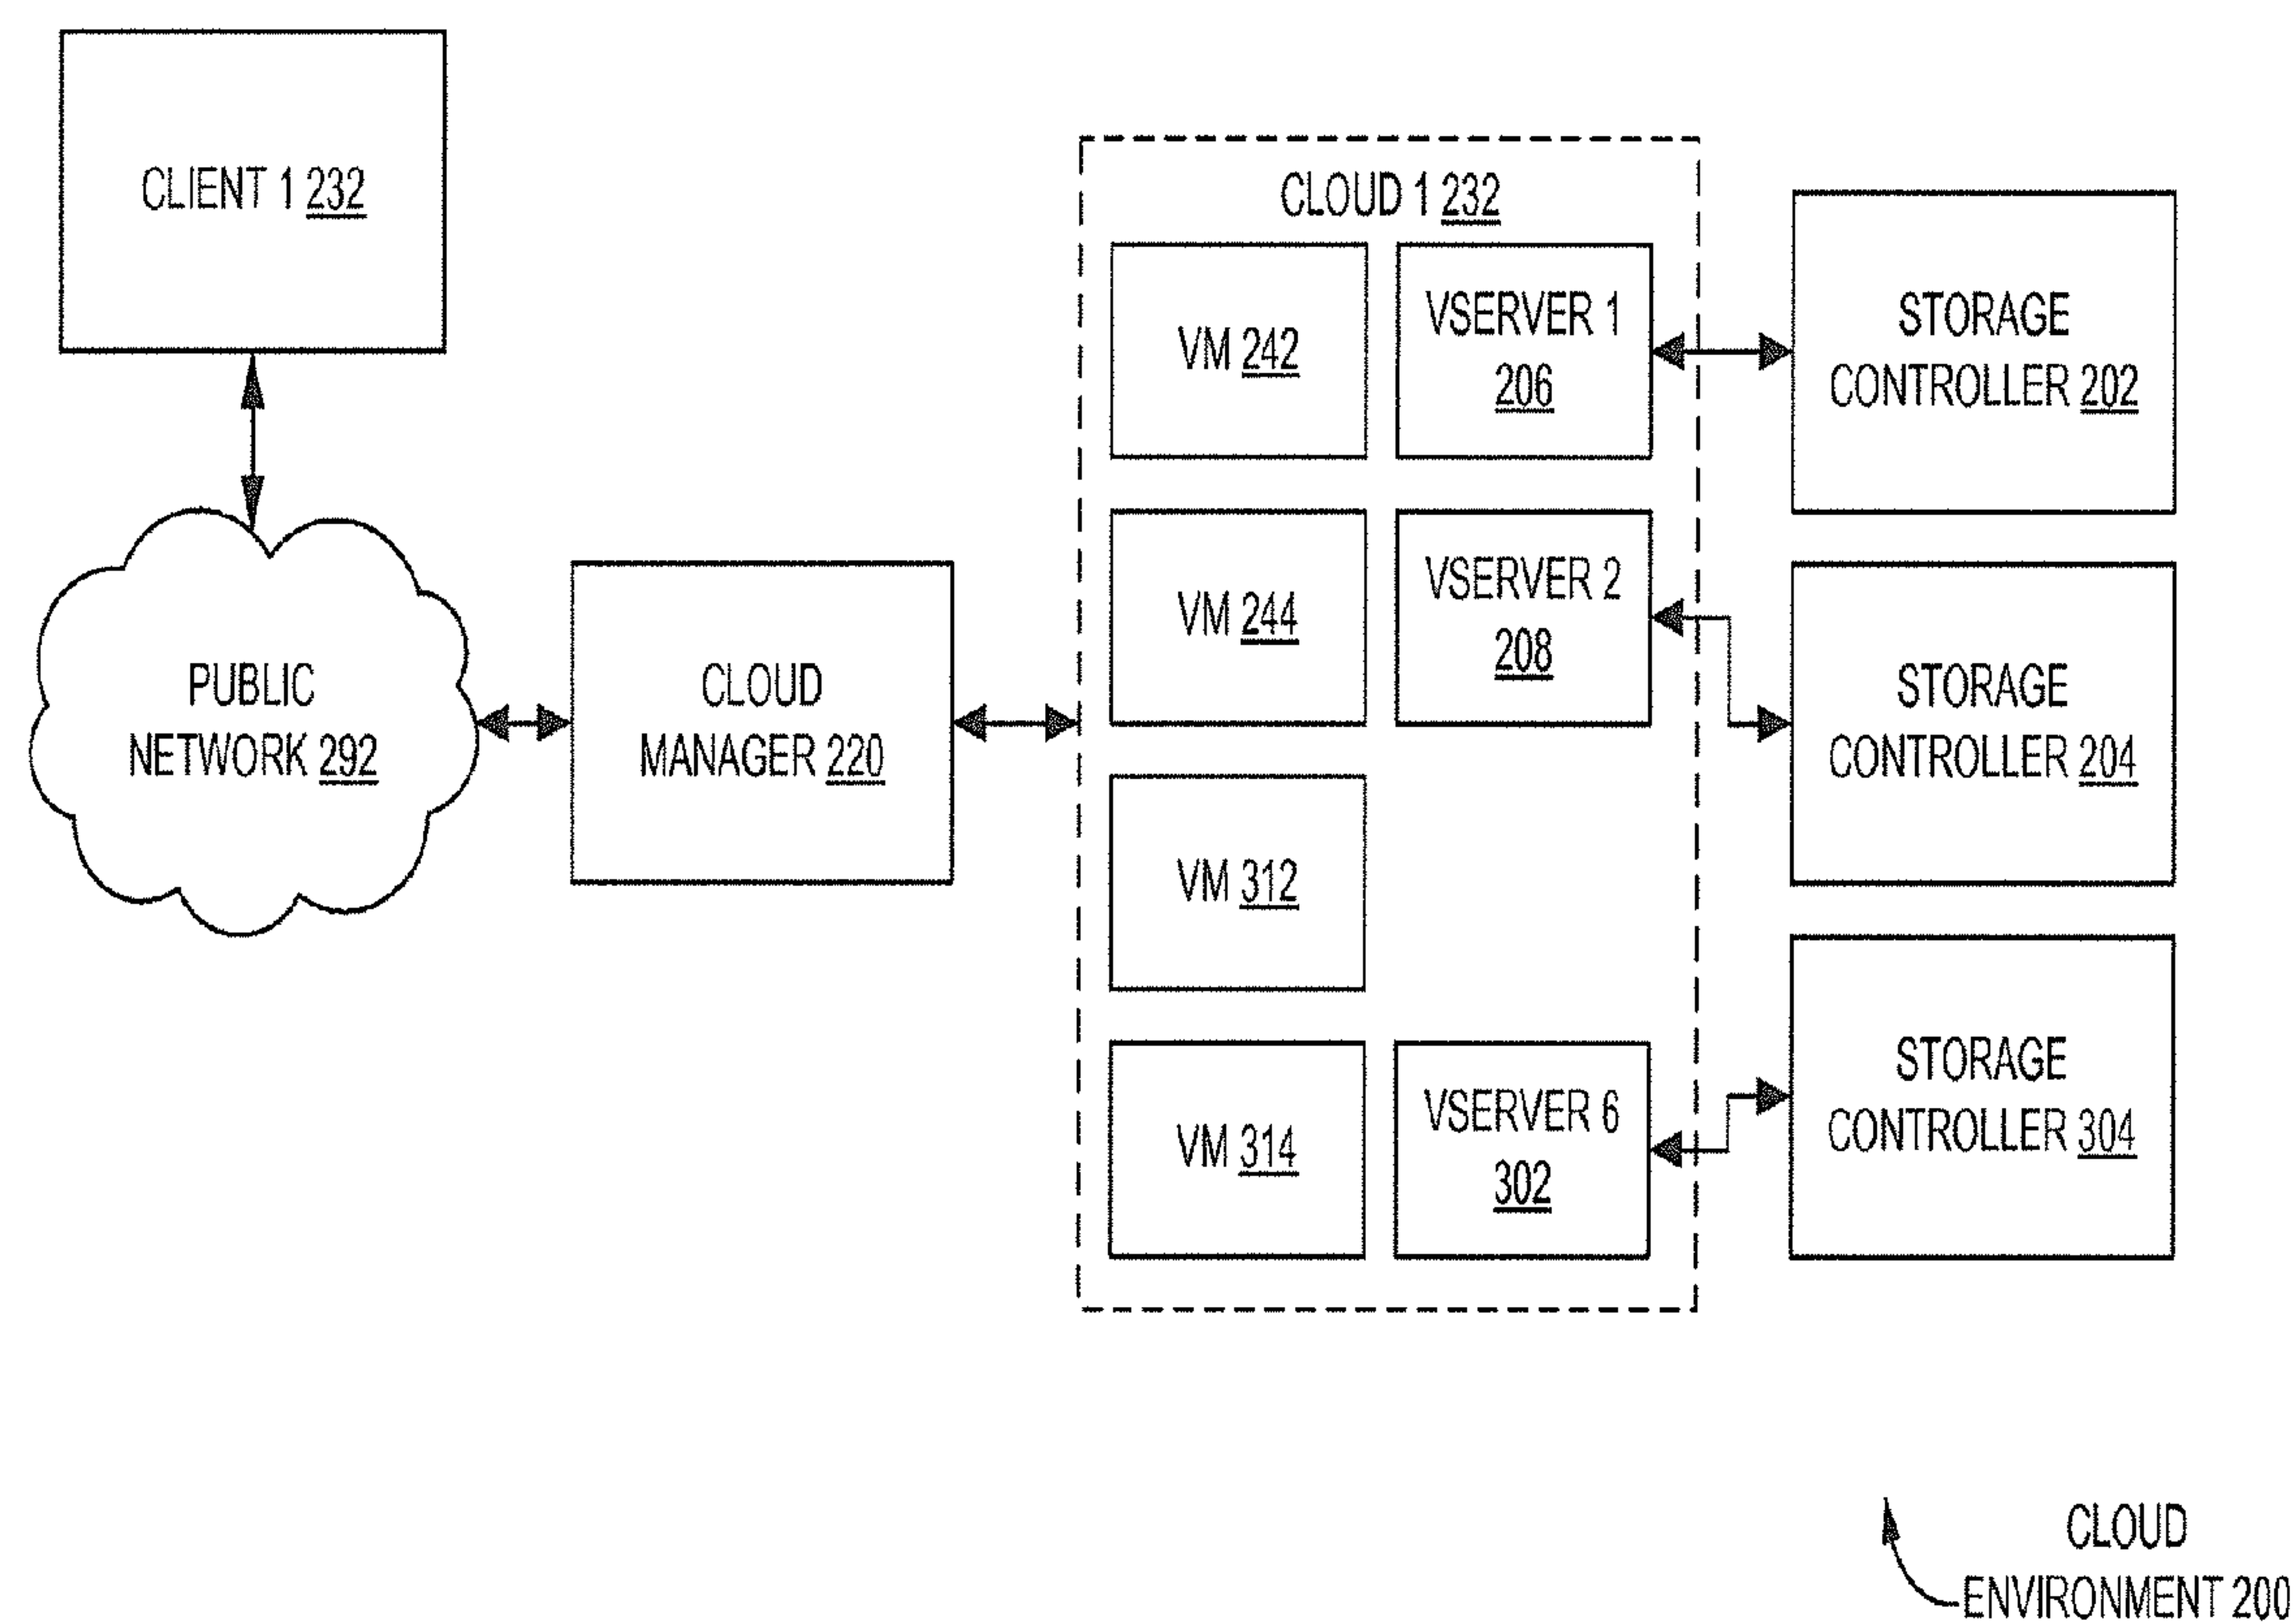 CLIENT 1 232
PUBLIC
NETWORK 292
CLOUD
MANAGER 220
CLOUD 1 232
VM 242
VSERVER 1
206
VM 244
VSERVER 2
208
VM 312
VM 314
VSERVER 6
302
STORAGE
CONTROLLER 202
STORAGE
CONTROLLER 204
STORAGE
CONTROLLER 304
CLOUD
ENVIRONMENT 200